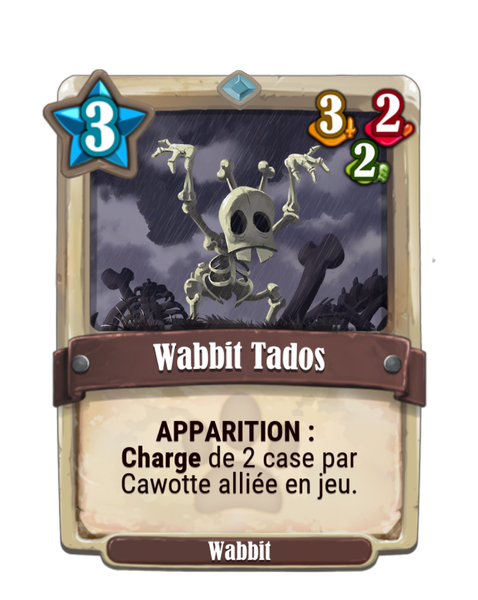 3
3 2
2
Wabbit Tados
APPARITION :
Charge de 2 case par
Cawotte alliée en jeu.
Wabbit